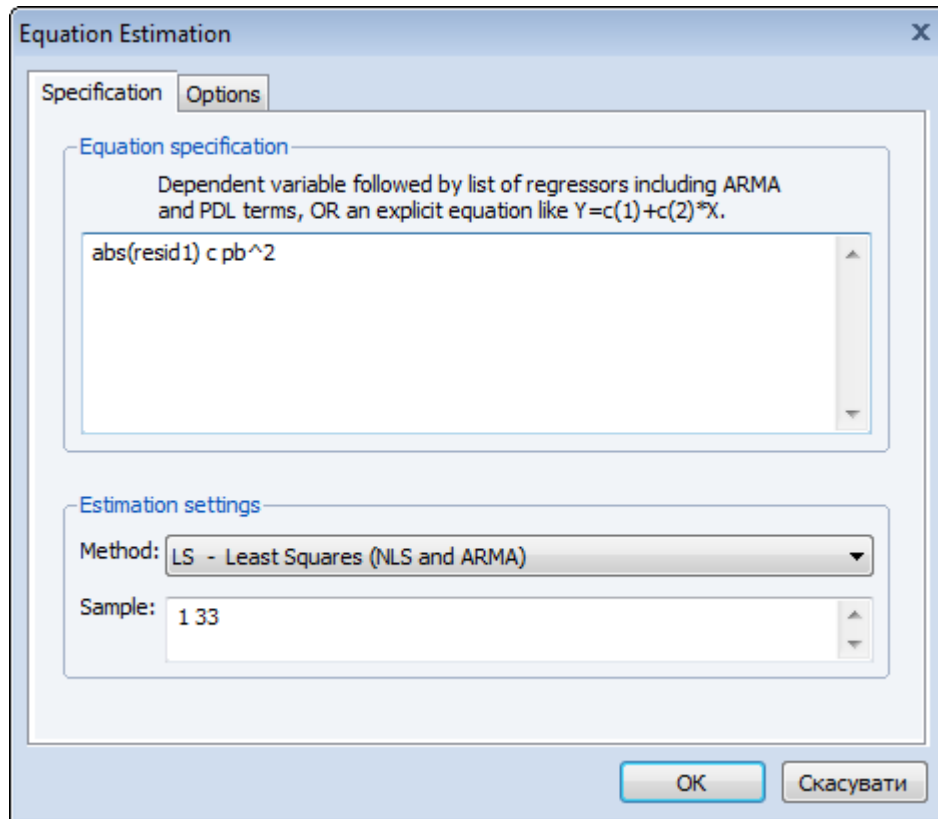 Equation Estimation
Specification Options
Equation specification
Dependent variable followed by list of regressors including ARMA
and PDL terms, OR an explicit equation like Y=c(1)+c(2)*X.
abs(resid1) c pb^2
Estimation settings
Method: LS - Least Squares (NLS and ARMA)
Sample: 1 33
OK Скасувати